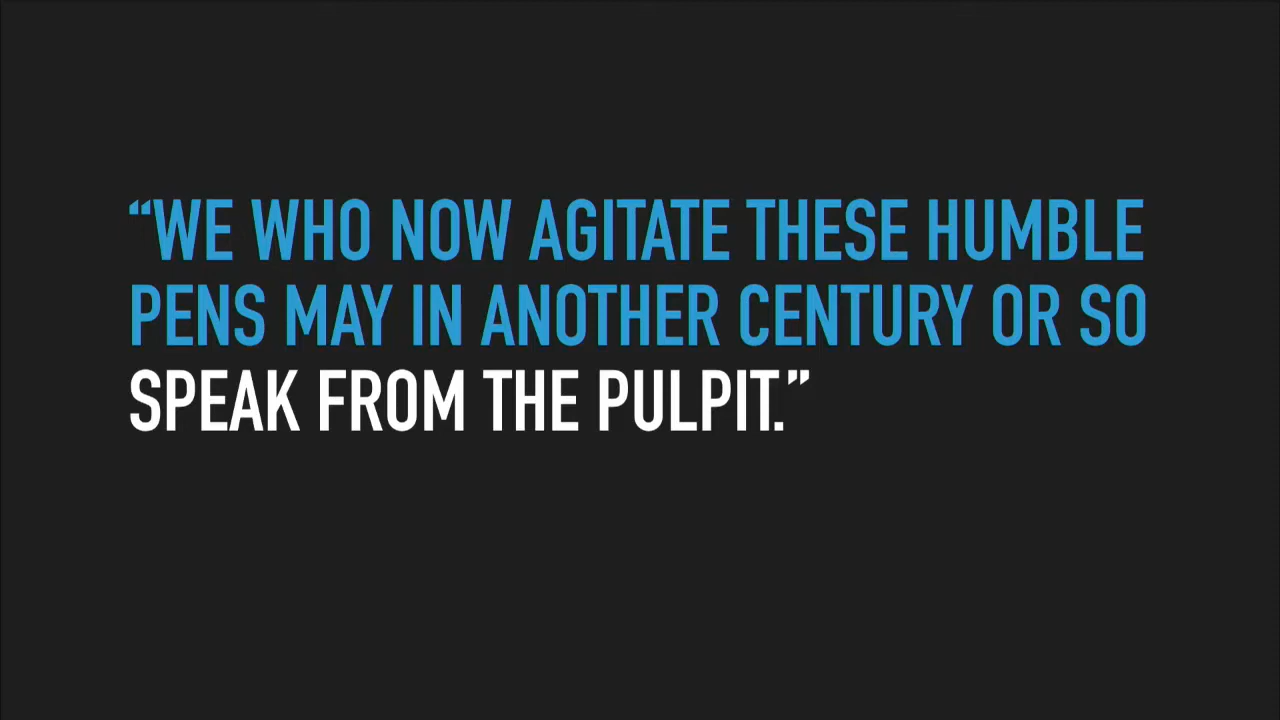 “WE WHO NOW AGITATE THESE HUMBLE
PENS MAY IN ANOTHER CENTURY OR SO
SPEAK FROM THE PULPIT.”